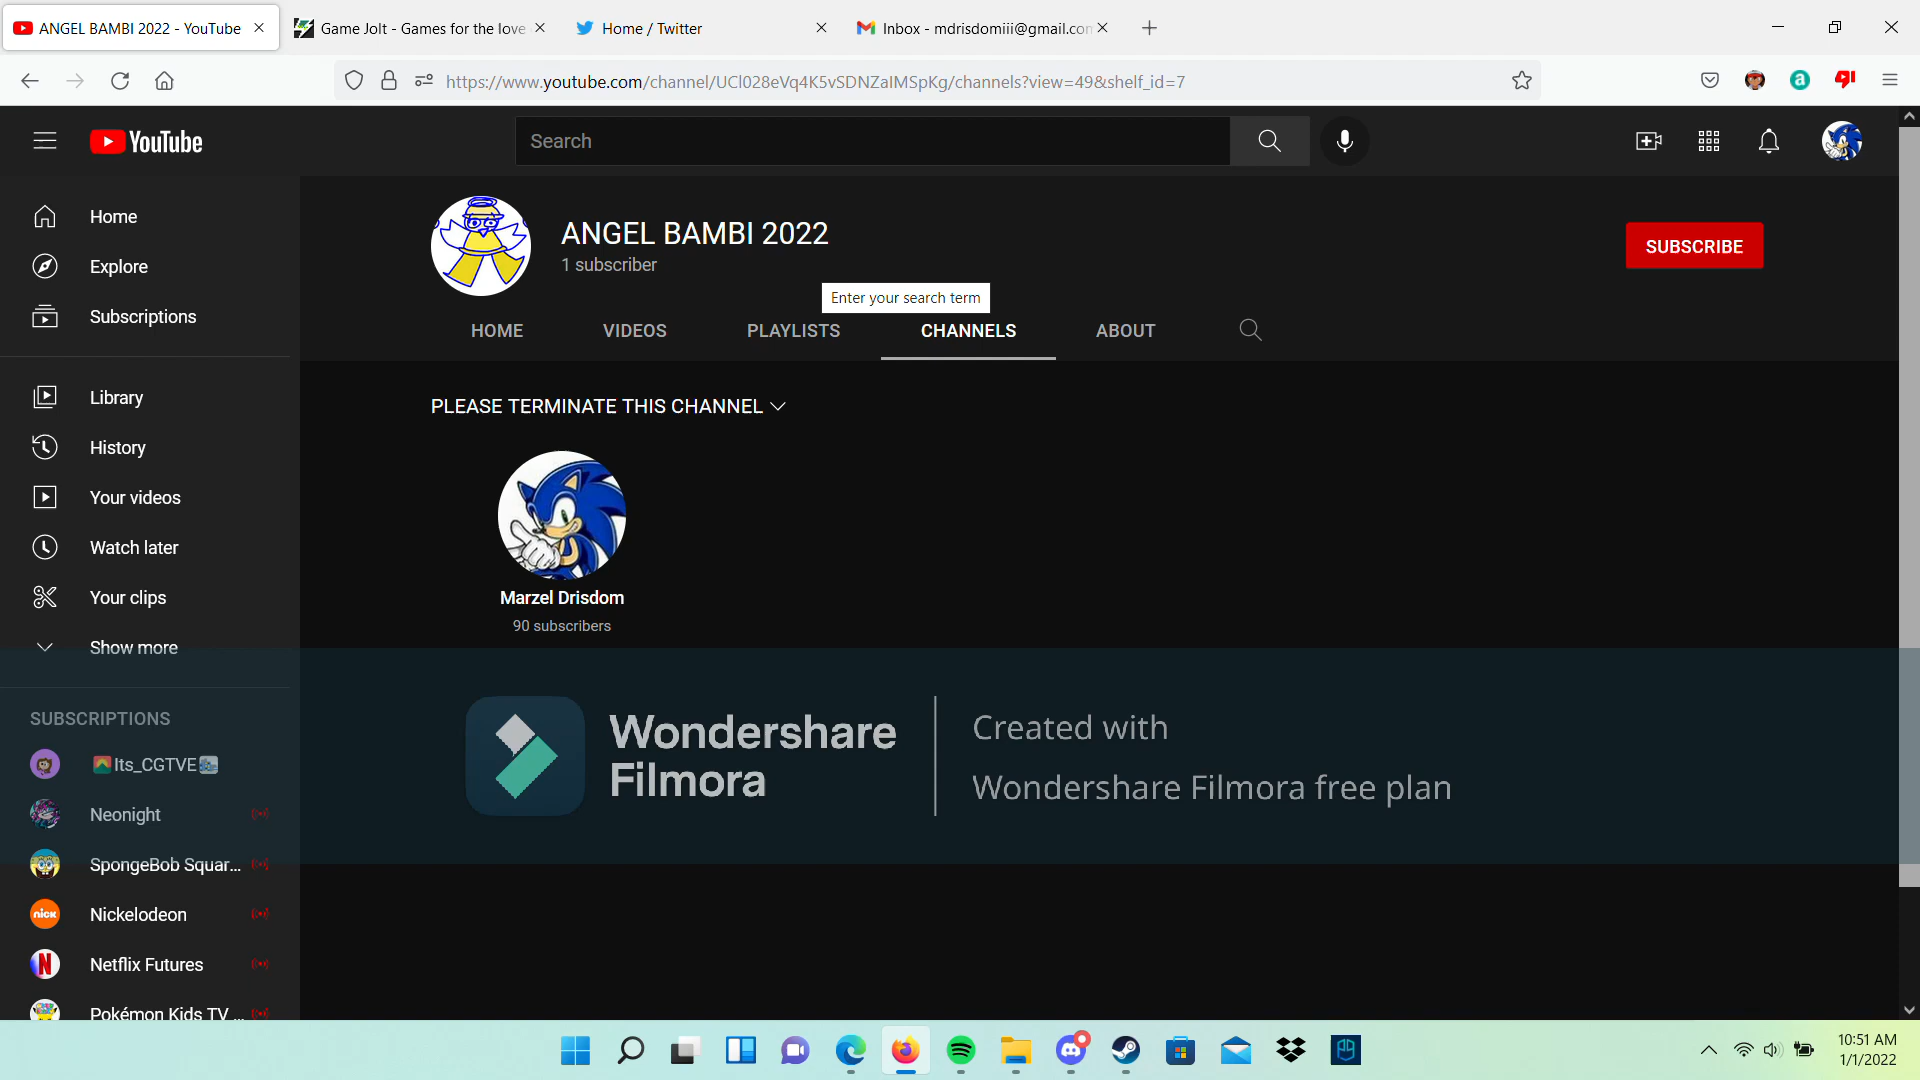 ANGEL BAMBI 2022 - YouTube
Game Jolt - Games for the love
Home / Twitter
Inbox - mdrisdomiii@gmail.con
https://www.youtube.com/channel/UCl028eVq4K5vSDNZaIMSpKg/channels?view=49&shelf_id=7
YouTube
Search
Home
Explore
Subscriptions
Library
History
Your videos
Watch later
Your clips
Show more
SUBSCRIPTIONS
Its_CGTVE
Neonight
SpongeBob Squar...
Nickelodeon
Netflix Futures
Pokémon Kids TV ...
ANGEL BAMBI 2022
1 subscriber
SUBSCRIBE
Enter your search term
HOME
VIDEOS
PLAYLISTS
CHANNELS
ABOUT
PLEASE TERMINATE THIS CHANNEL
Marzel Drisdom
90 subscribers
Wondershare
Filmora
Created with
Wondershare Filmora free plan
10:51 AM
1/1/2022